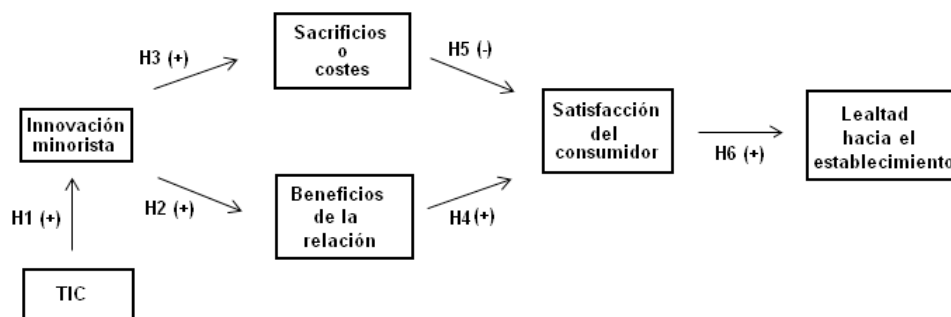 Sacrificios
o
costes
H3 (+)
H5 (-)
Innovación
minorista
Satisfacción
del
consumidor
Lealtad
hacia el
establecimiento
H6 (+)
H1 (+)
H2 (+)
Beneficios
de la
relación
H4 (+)
TIC